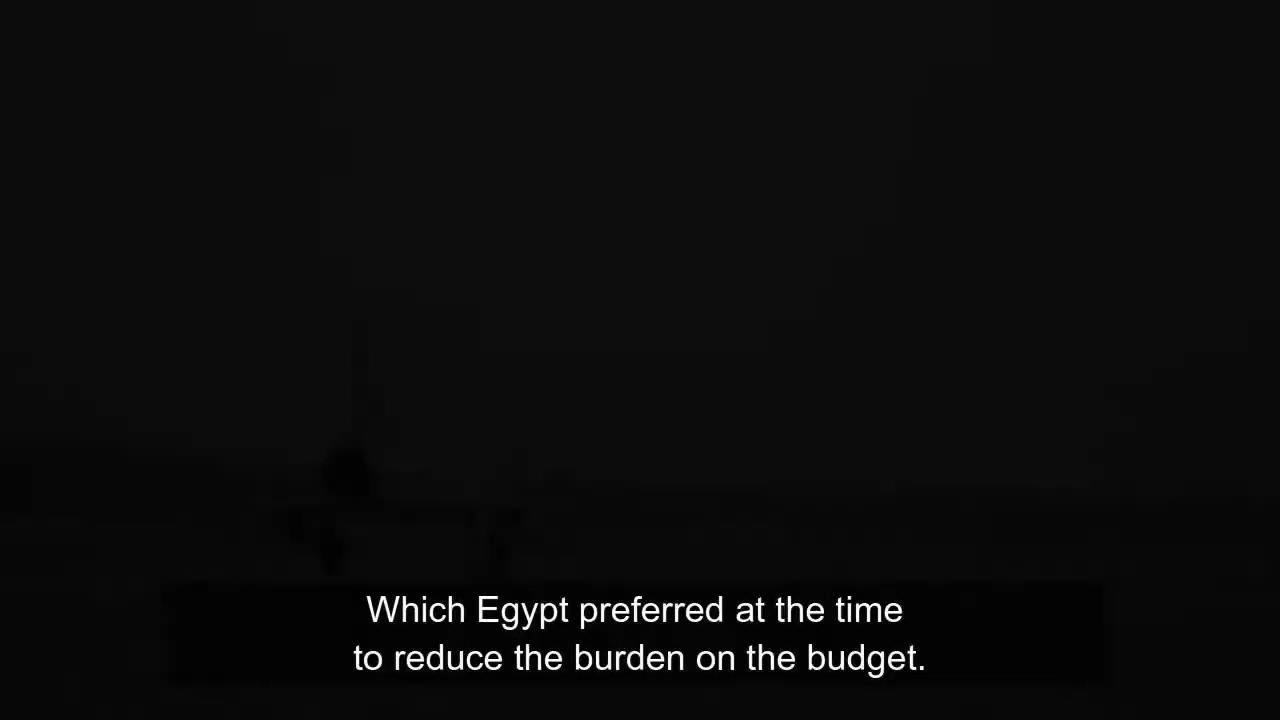 Which Egypt preferred at the time
to reduce the burden on the budget.